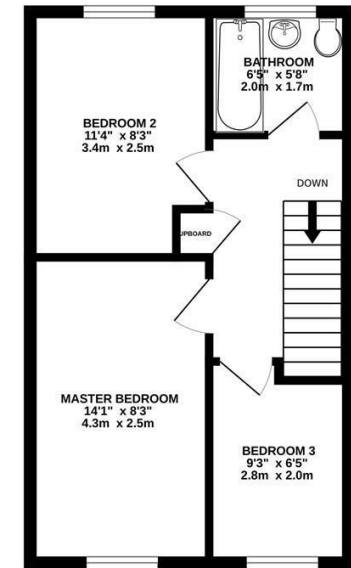 BATHROOM
6'5" x 5'8"
2.0m x 1.7m
BEDROOM 2
11'4" x 8'3"
3.4m x 2.5m
DOWN
UPBOARD
MASTER BEDROOM
14'1" x 8'3"
4.3m x 2.5m
BEDROOM 3
9'3" x 6'5"
2.8m x 2.0m